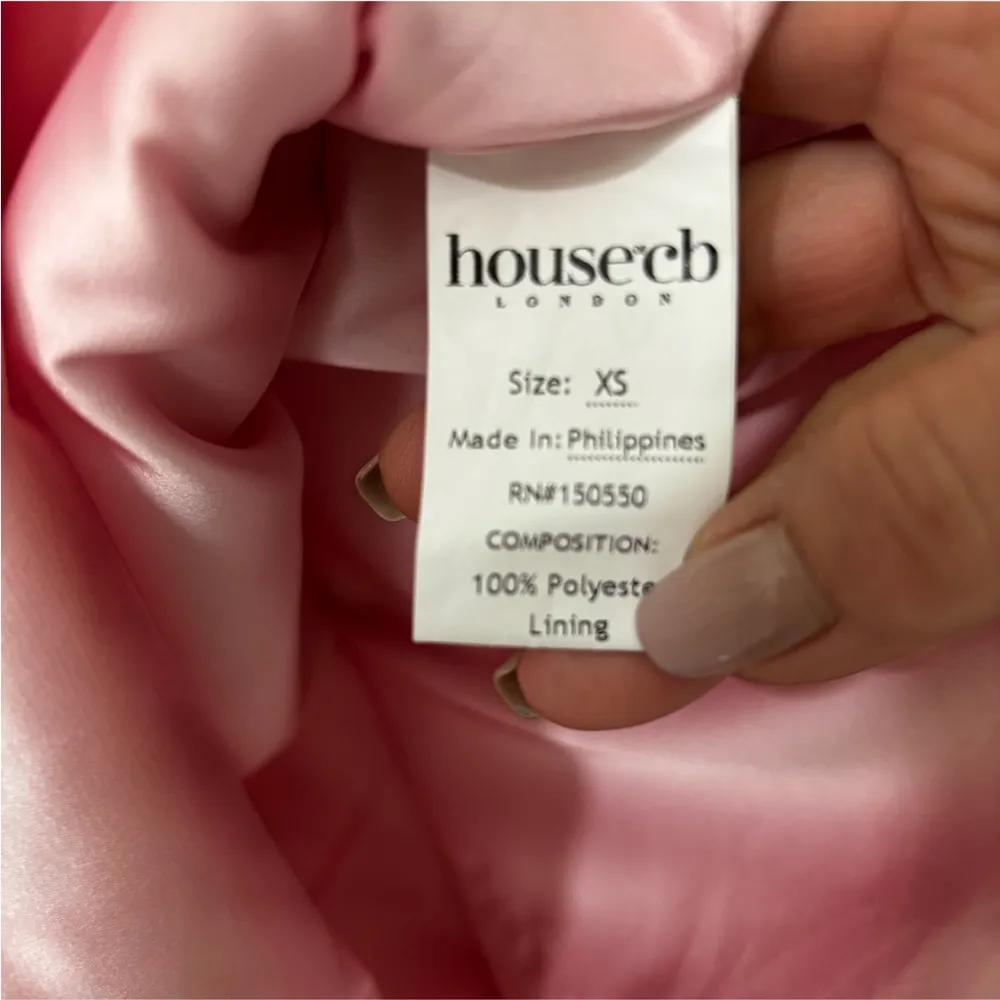 house of cb
LONDON
Size: XS
Made In: Philippines
RN#150550
COMPOSITION:
100% Polyeste
Lining